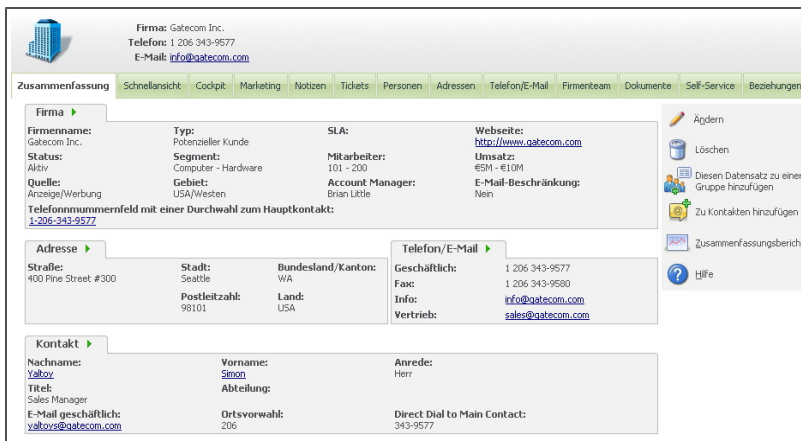 Firma: Gatecom Inc.
Telefon: 1 206 343-9577
E-Mail: info@gatecom.com
Zusammenfassung Schnellansicht Cockpit Marketing Notizen Tickets Personen Adressen Telefon/E-Mail Firmenteam Dokumente Self-Service Beziehungen
Firma
Firmenname: Typ: SLA: Webseite:
Gatecom Inc. Potenzieller Kunde http://www.gatecom.com
Status: Segment: Mitarbeiter: Umsatz:
Aktiv Computer - Hardware 101 - 200 €5M - €10M
Quelle: Gebiet: Account Manager: E-Mail-Beschränkung:
Anzeige/Werbung USA/Westen Brian Little Nein
Telefonnmummernfeld mit einer Durchwahl zum Hauptkontakt:
1-206-343-9577
Ändern
Löschen
Diesen Datensatz zu einer
Gruppe hinzufügen
Zu Kontakten hinzufügen
Zusammenfassungsberich
Hilfe
Adresse
Straße: Stadt: Bundesland/Kanton:
400 Pine Street #300 Seattle WA
Postleitzahl: Land:
98101 USA
Telefon/E-Mail
Geschäftlich: 1 206 343-9577
Fax: 1 206 343-9580
Info: info@gatecom.com
Vertrieb: sales@gatecom.com
Kontakt
Nachname: Vorname: Anrede:
Yaltoy Simon Herr
Titel: Abteilung:
Sales Manager
E-Mail geschäftlich: Ortsvorwahl: Direct Dial to Main Contact:
yaltoys@gatecom.com 206 343-9577